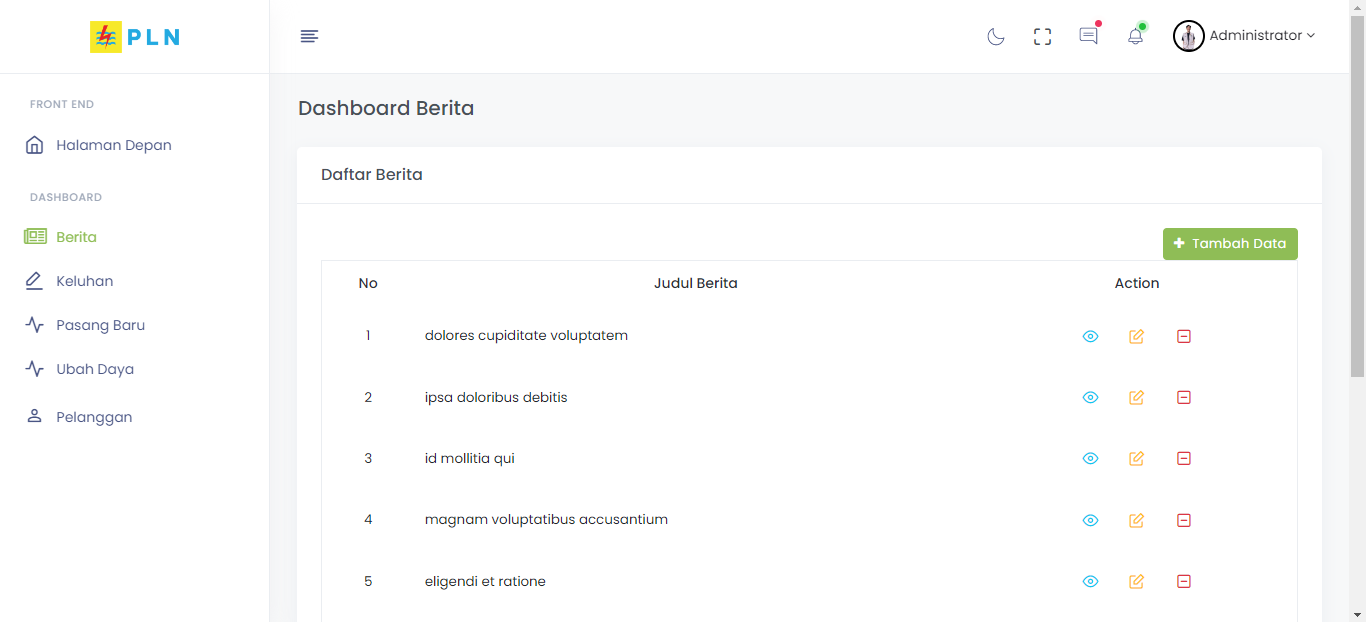 PLN
Administrator
FRONT END
Halaman Depan
DASHBOARD
Berita
Keluhan
Pasang Baru
Ubah Daya
Pelanggan
Dashboard Berita
Daftar Berita
Tambah Data
No Judul Berita Action
1 dolores cupiditate voluptatem
2 ipsa doloribus debitis
3 id mollitia qui
4 magnam voluptatibus accusantium
5 eligendi et ratione